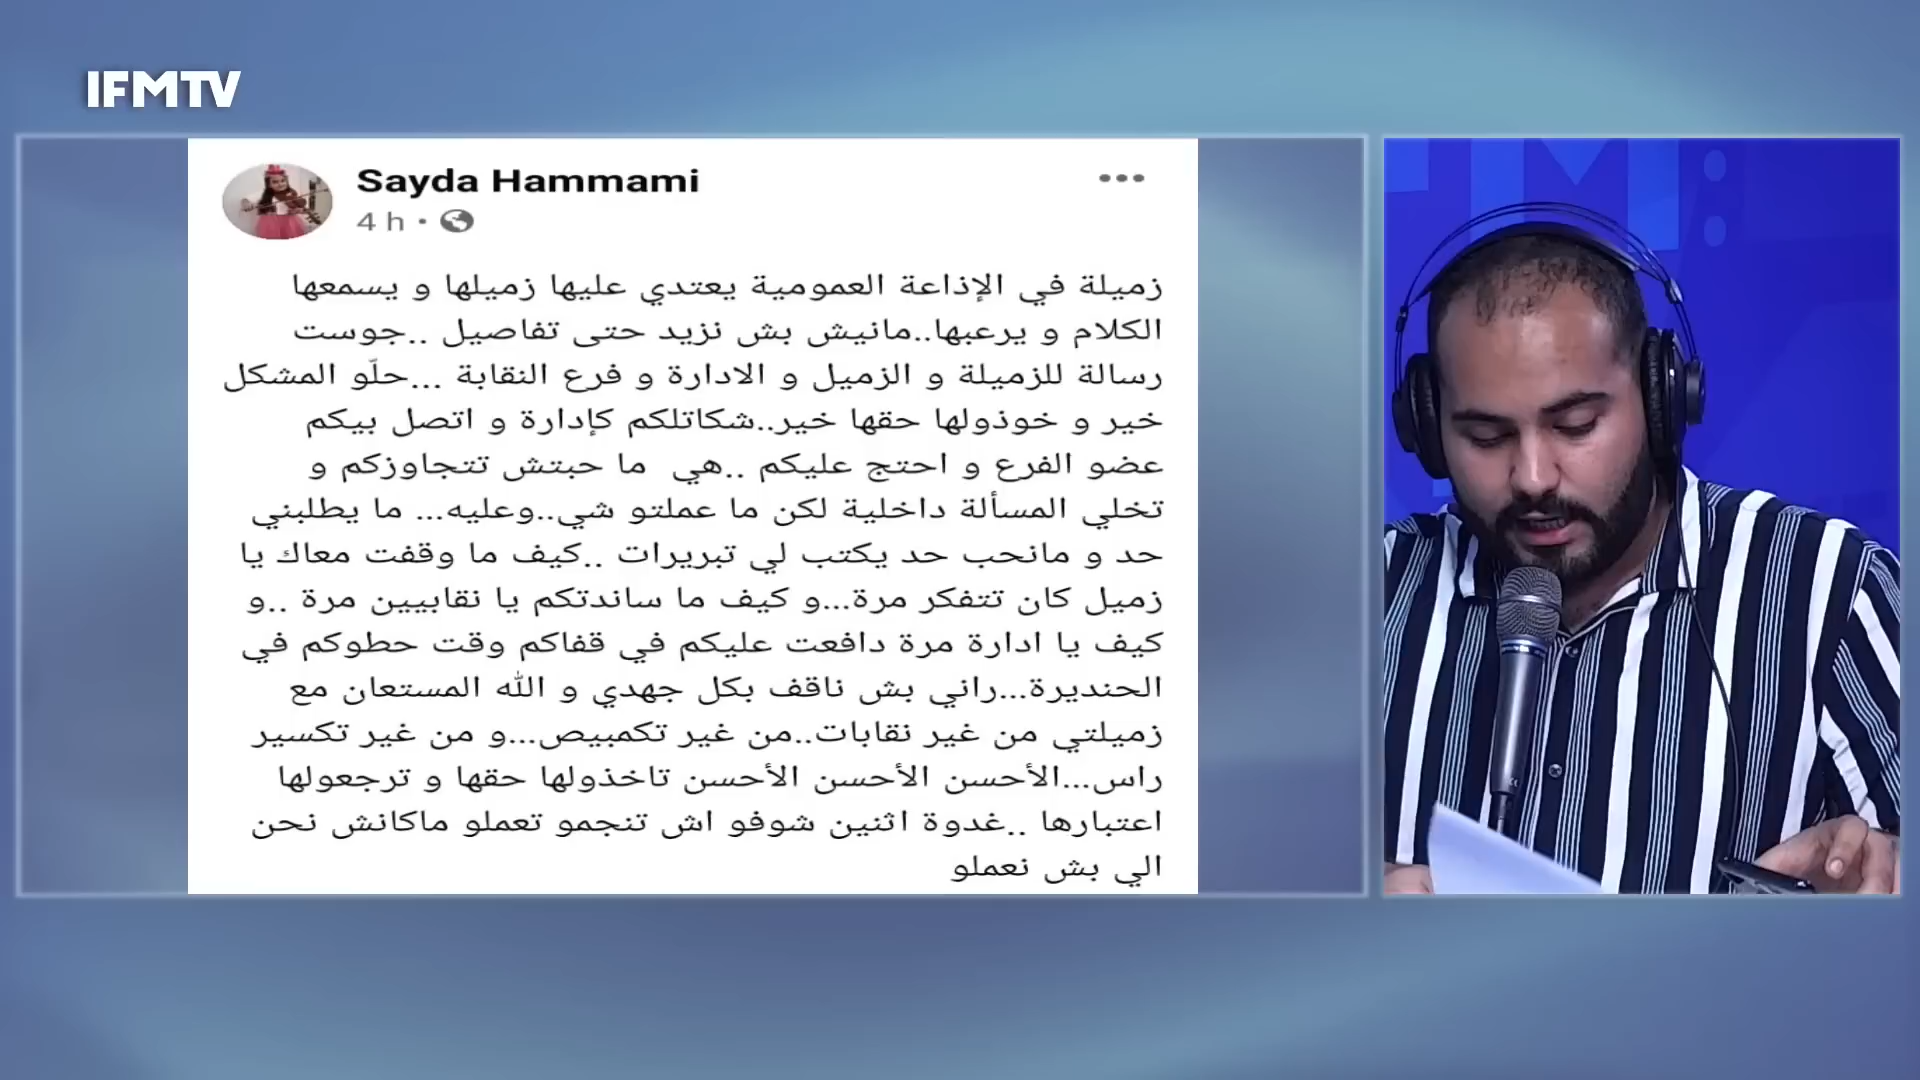 IFMTV
Sayda Hammami
4 h
زميلة في الإذاعة العمومية يعتدي عليها زميلها و يسمعها
الكلام و يرعبها..مانيش بش نزيد حتى تفاصيل ..جوست
رسالة للزميلة و الزميل و الادارة و فرع النقابة ...حلّو المشكل
خير و خوذولها حقها خير..شكاتلكم كإدارة و اتصل بيكم
عضو الفرع و احتج عليكم ..هي ما حبتش تتجاوزكم و
تخلي المسألة داخلية لكن ما عملتو شي..وعليه... ما يطلبني
حد و مانحب حد يكتب لي تبريرات ..كيف ما وقفت معاك يا
زميل كان تتفكر مرة...و كيف ما ساندتكم يا نقابيين مرة ..و
كيف يا ادارة مرة دافعت عليكم في قفاكم وقت حطوكم في
الحنديرة...راني بش ناقف بكل جهدي و الله المستعان مع
زميلتي من غير نقابات..من غير تكمبيص...و من غير تكسير
راس...الأحسن الأحسن الأحسن تاخذولها حقها و ترجعولها
اعتبارها ..غدوة اثنين شوفو اش تنجمو تعملو ماكانش نحن
الي بش نعملو